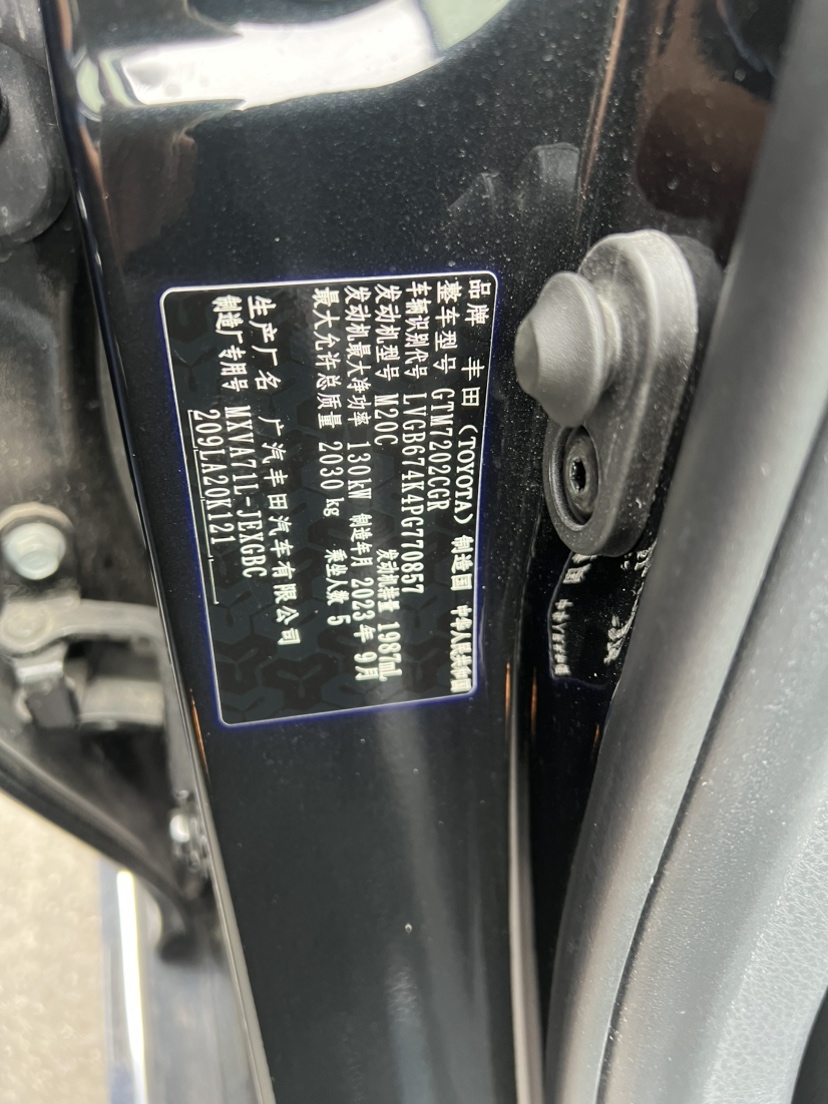 品牌 丰田(TOYOTA) 制造国 中华人民共和国
整车型号 GTM7202CGR
车辆识别代号 LVGB674K4PG770857
发动机型号 M20C 发动机排量 1987mL
发动机最大净功率 130kW 制造年月 2023年 9月
最大允许总质量 2030kg 乘坐人数 5
生产厂名 广汽丰田汽车有限公司
制造厂专用号 MXVA71L-JEXGBC
209LA20K121